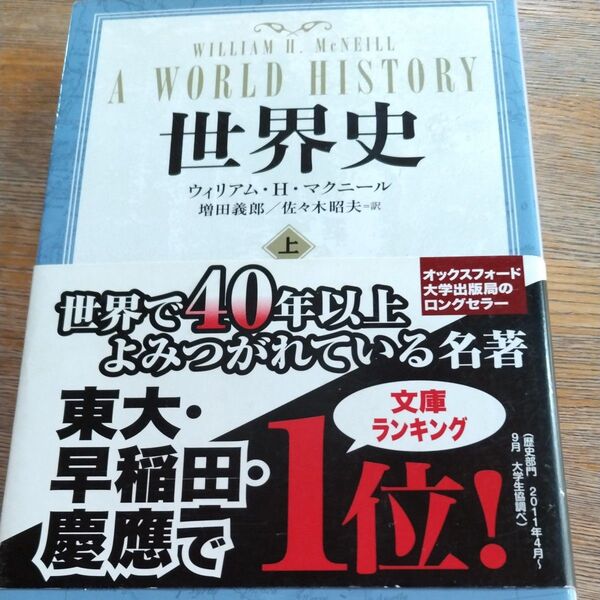 WILLIAM H. McNEILL
A WORLD HISTORY
世界史
ウィリアム・H・マクニール
増田義郎/佐々木昭夫=訳
上
オックスフォード
大学出版局の
ロングセラー
世界で40年以上
よみつがれている名著
東大・
早稲田・
慶應で
文庫
ランキング
1位!
(歴史部門 2011年4月~
9月 大学生協調べ)